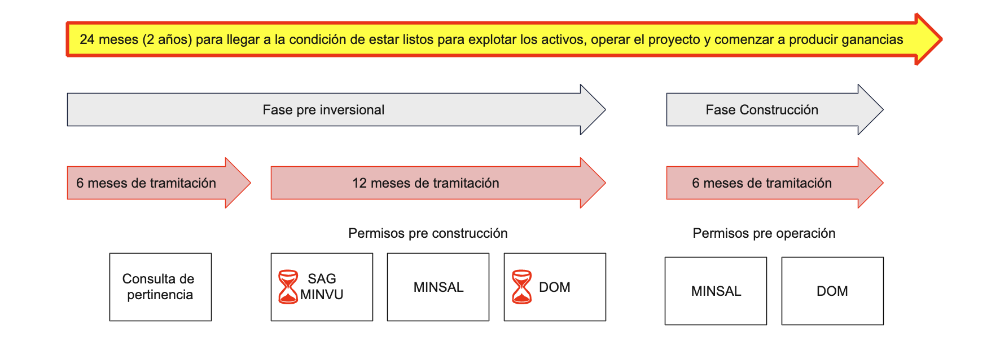 24 meses (2 años) para llegar a la condición de estar listos para explotar los activos, operar el proyecto y comenzar a producir ganancias
Fase pre inversional
Fase Construcción
6 meses de tramitación
12 meses de tramitación
6 meses de tramitación
Permisos pre construcción
Permisos pre operación
Consulta de
pertinencia
SAG
MINVU
MINSAL
DOM
MINSAL
DOM